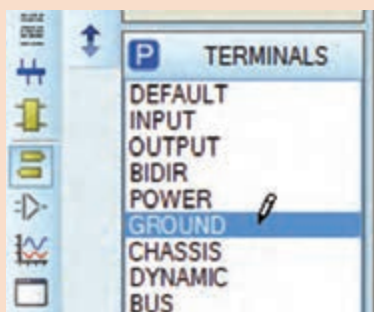 P TERMINALS
DEFAULT
INPUT
OUTPUT
BIDIR
POWER
GROUND
CHASSIS
DYNAMIC
BUS